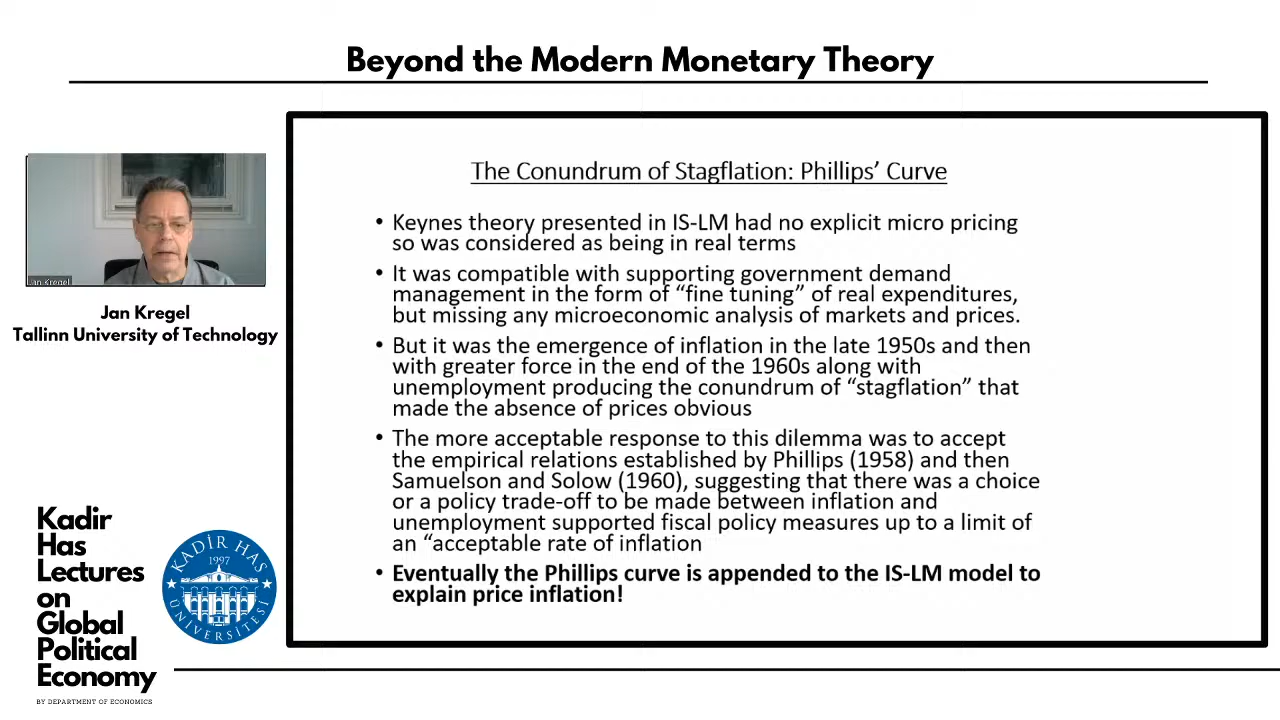 Beyond the Modern Monetary Theory
Jan Kregel
Jan Kregel
Tallinn University of Technology
The Conundrum of Stagflation: Phillips’ Curve
• Keynes theory presented in IS-LM had no explicit micro pricing
so was considered as being in real terms
• It was compatible with supporting government demand
management in the form of “fine tuning” of real expenditures,
but missing any microeconomic analysis of markets and prices.
• But it was the emergence of inflation in the late 1950s and then
with greater force in the end of the 1960s along with
unemployment producing the conundrum of “stagflation” that
made the absence of prices obvious
• The more acceptable response to this dilemma was to accept
the empirical relations established by Phillips (1958) and then
Samuelson and Solow (1960), suggesting that there was a choice
or a policy trade-off to be made between inflation and
unemployment supported fiscal policy measures up to a limit of
an “acceptable rate of inflation
• Eventually the Phillips curve is appended to the IS-LM model to
explain price inflation!
Kadir
Has
Lectures
on
Global
Political
Economy
BY DEPARTMENT OF ECONOMICS
KADİR HAS
1997
ÜNİVERSİTESİ